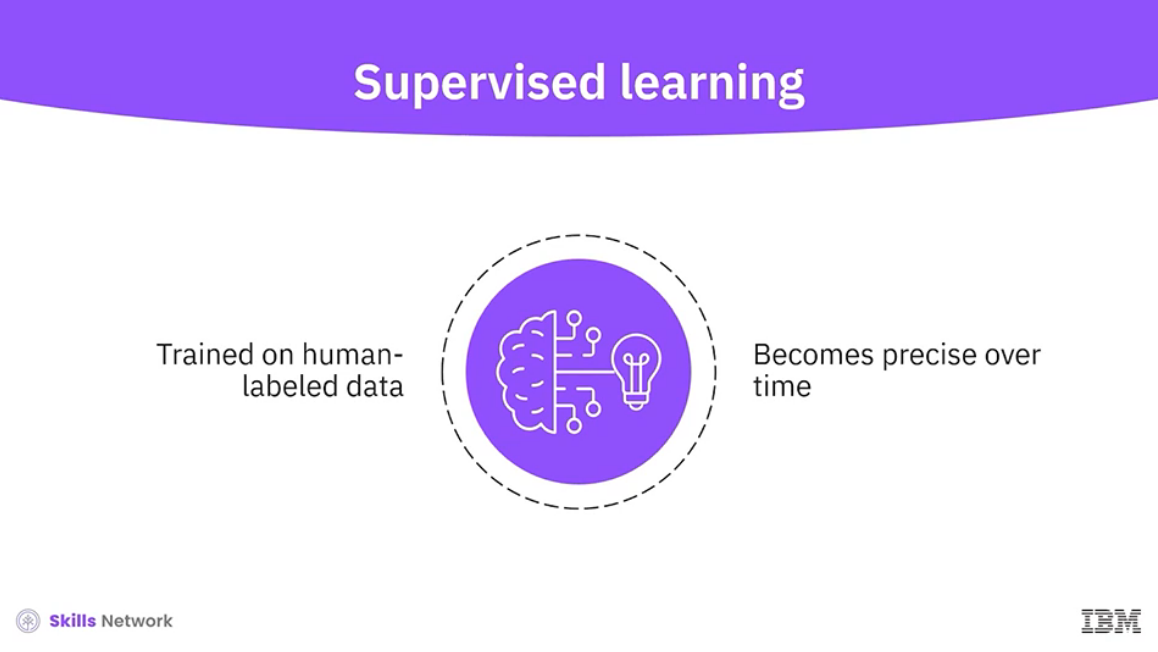 Supervised learning
Trained on human-
labeled data
Becomes precise over
time
Skills Network
IBM